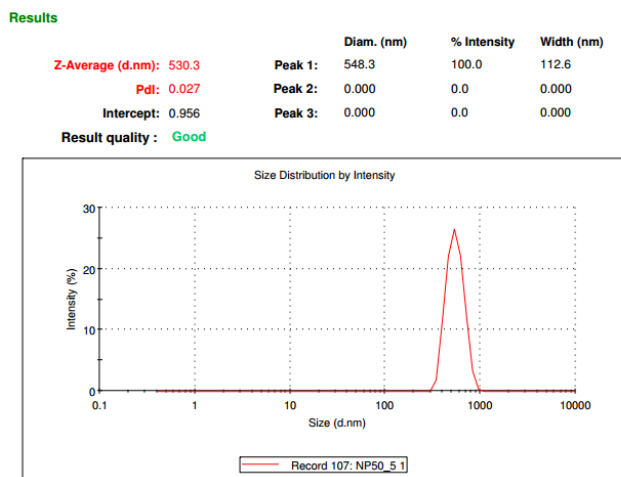 Results
Diam. (nm) % Intensity Width (nm)
Z-Average (d.nm): 530.3 Peak 1: 548.3 100.0 112.6
PdI: 0.027 Peak 2: 0.000 0.0 0.000
Intercept: 0.956 Peak 3: 0.000 0.0 0.000
Result quality : Good
Size Distribution by Intensity
30
20
10
0
Intensity (%)
0.1 1 10 100 1000 10000
Size (d.nm)
Record 107: NP50_5 1